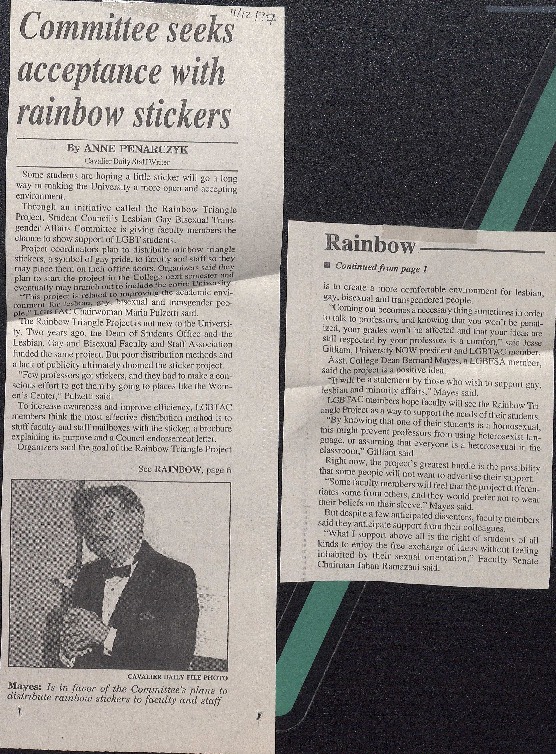 Committee seeks
acceptance with
rainbow stickers
By ANNE PENARCZYK
Cavalier Daily Staff Writer
Some students are hoping a little sticker will go a long
way in making the University a more open and accepting
environment.
Through an initiative called the Rainbow Triangle
Project, Student Council's Lesbian Gay Bisexual Trans-
gender Affairs Committee is giving faculty members the
chance to show support of LGBT students.
Project coordinators plan to distribute rainbow triangle
stickers, a symbol of gay pride, to faculty and staff so they
may place them on their office doors. Organizers said they
plan to start the project in the College next semester and
eventually may branch out to include the entire University
"This project is related to improving the academic envi-
ronment for lesbian, gay, bisexual and transgender peo-
ple," LGBTAC Chairwoman Maria Pulzetti said.
The Rainbow Triangle Project is not new to the Universi-
ty. Two years ago, the Dean of Students Office and the
Lesbian, Gay and Bisexual Faculty and Staff Association
funded the same project. But poor distribution methods and
a lack of publicity ultimately doomed the sticker project.
"Few professors got stickers, and they had to make a con-
scious effort to get them by going to places like the Wom-
en's Center," Pulzetti said.
To increase awareness and improve efficiency, LGBTAC
members think the most effective distribution method is to
stuff faculty and staff mailboxes with the sticker, a brochure
explaining its purpose and a Council endorsement letter.
Organizers said the goal of the Rainbow Triangle Project
See RAINBOW, page 6
CAVALIER DAILY FILE PHOTO
Mayes: Is in favor of the Committee's plans to
distribute rainbow stickers to faculty and staff
Rainbow
■ Continued from page 1
is to create a more comfortable environment for lesbian,
gay, bisexual and transgendered people.
"Coming out becomes a necessary thing sometimes in order
to talk to professors, and knowing that you won't be penal-
ized, your grades won't be affected and that your ideas are
still respected by your professors is a comfort," said Jesse
Gilliam, University NOW president and LGBTAC member.
Asst. College Dean Bernard Mayes, a LGBFSA member,
said the project is a positive idea.
"It will be a statement by those who wish to support gay,
lesbian and minority affairs," Mayes said.
LGBTAC members hope faculty will see the Rainbow Tri-
angle Project as a way to support the needs of their students.
"By knowing that one of their students is a homosexual,
this might prevent professors from using heterosexist lan-
guage, or assuming that everyone is a heterosexual in the
classroom," Gilliam said
Right now, the project's greatest hurdle is the possibility
that some people will not want to advertise their support.
"Some faculty members will feel that the project differen-
tiates some from others, and they would prefer not to wear
their beliefs on their sleeve," Mayes said.
But despite a few anticipated dissenters, faculty members
said they anticipate support from their colleagues.
"What I support above all is the right of students of all
kinds to enjoy the free exchange of ideas without feeling
inhibited by their sexual orientation," Faculty Senate
Chairman Jahan Ramazani said.